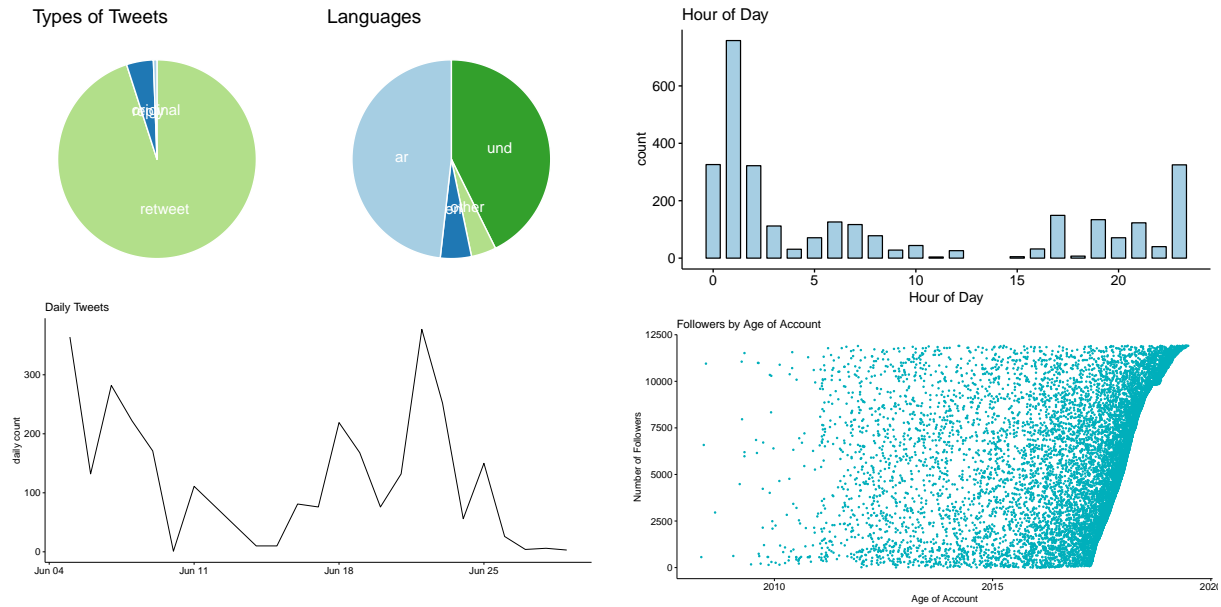 Types of Tweets
original
reply
retweet
Languages
ar
und
en
other
Hour of Day
count
600
400
200
0
0 5 10 15 20
Hour of Day
Daily Tweets
daily count
300
200
100
0
Jun 04 Jun 11 Jun 18 Jun 25
Followers by Age of Account
Number of Followers
12500
10000
7500
5000
2500
0
2010 2015 2020
Age of Account